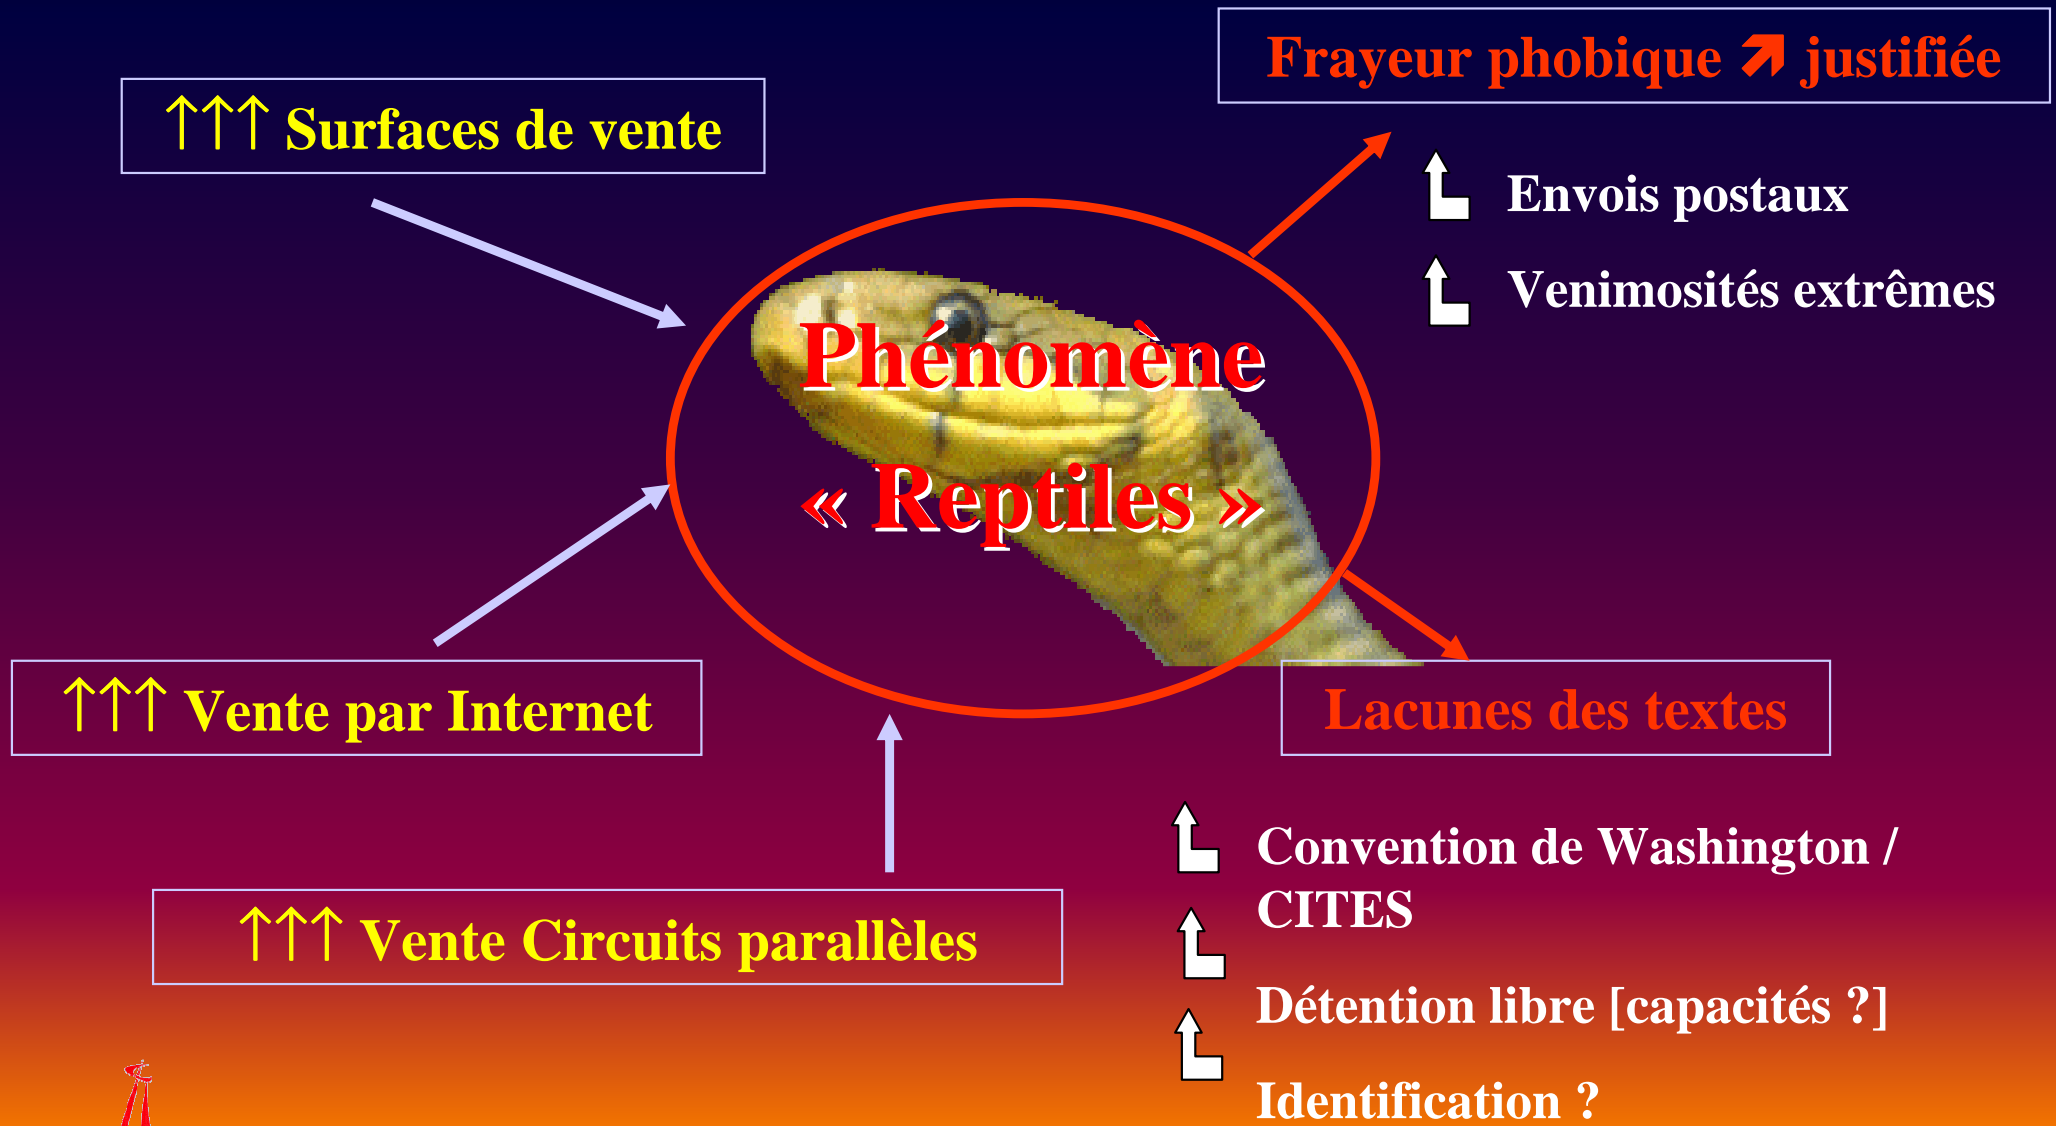 Frayeur phobique ↗ justifiée
↑↑↑ Surfaces de vente
Envois postaux
Venimosités extrêmes
Phénomène
« Reptiles »
↑↑↑ Vente par Internet
Lacunes des textes
Convention de Washington /
CITES
↑↑↑ Vente Circuits parallèles
Détention libre [capacités ?]
Identification ?